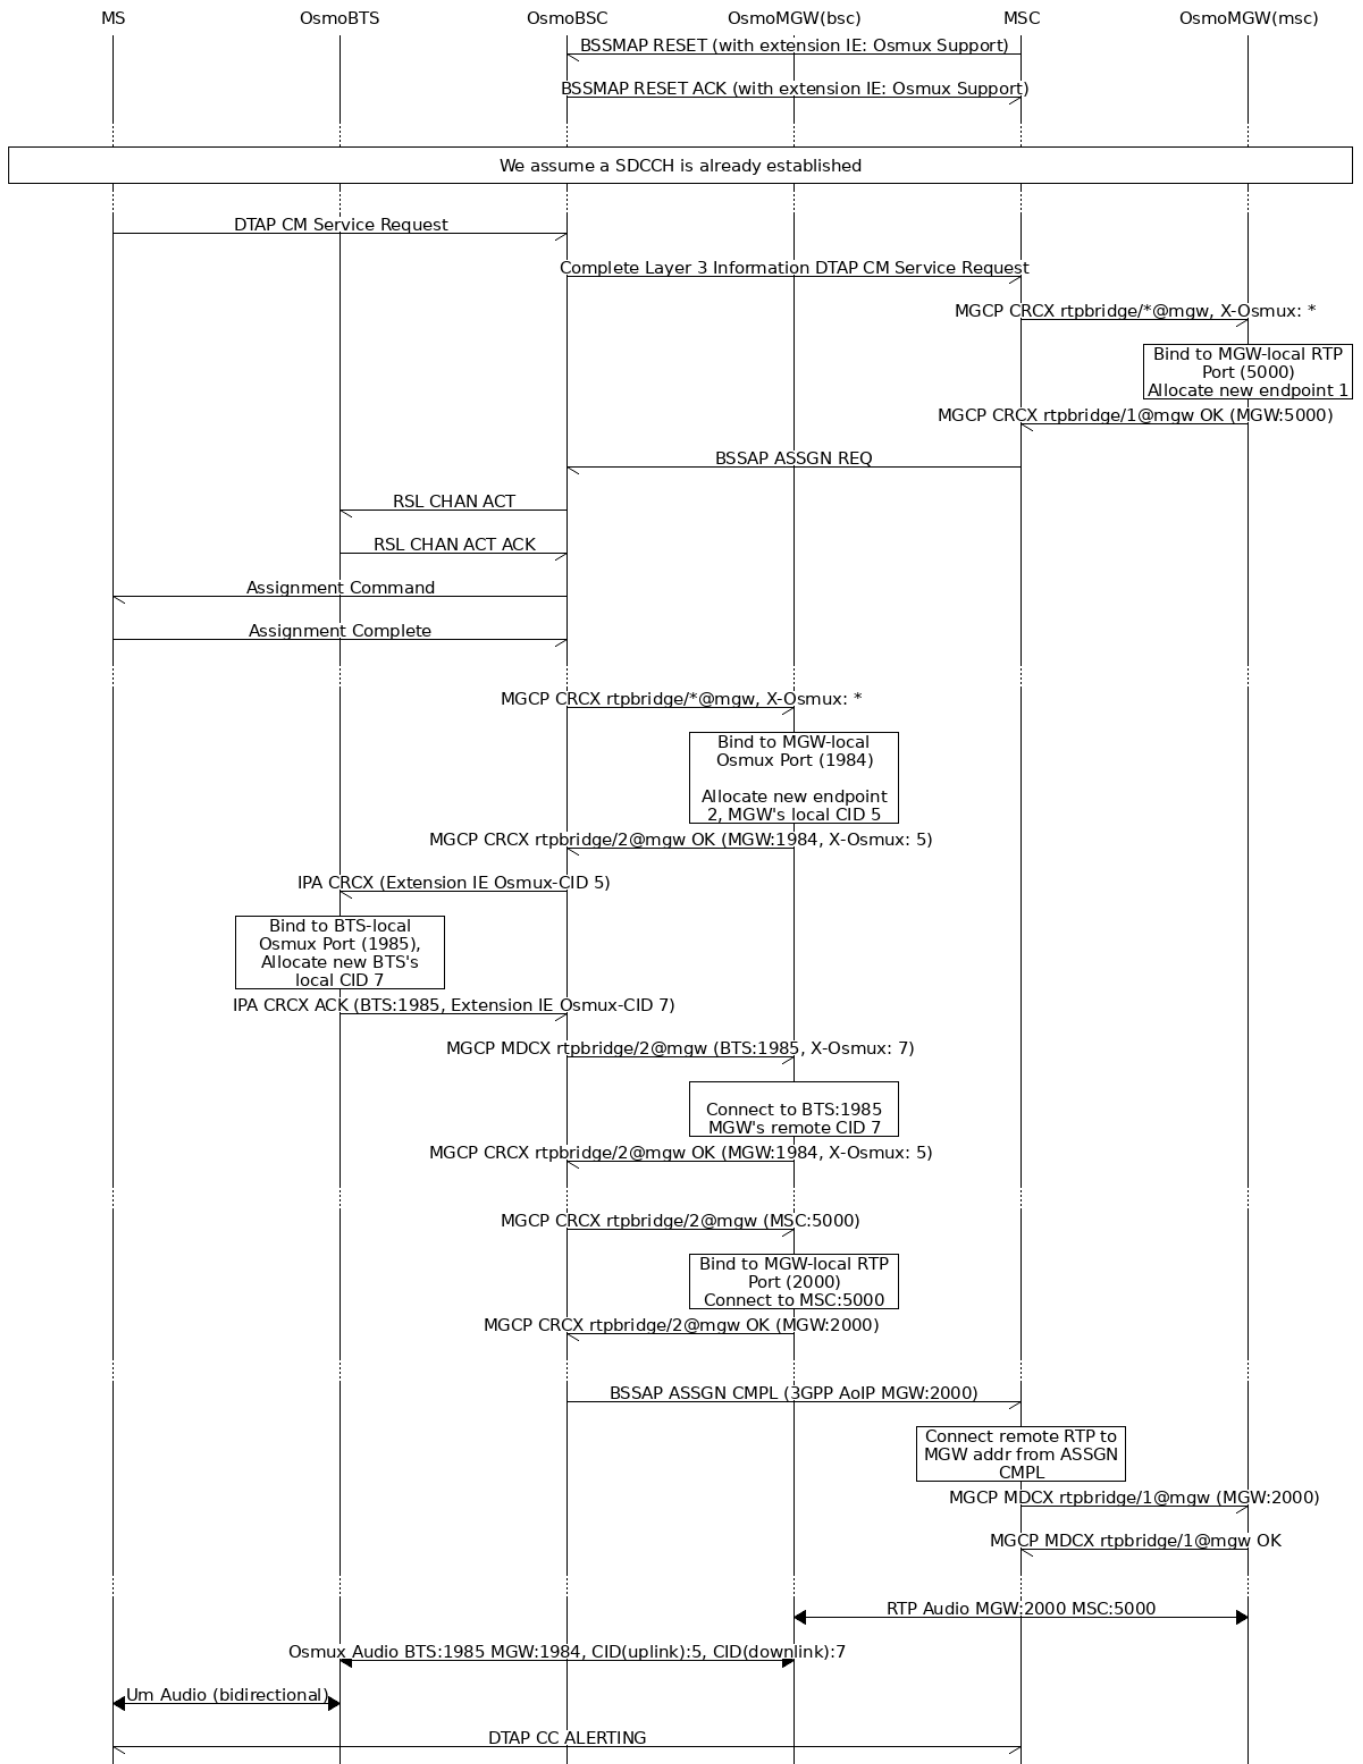 MS OsmoBTS OsmoBSC OsmoMGW(bsc) MSC OsmoMGW(msc)
BSSMAP RESET (with extension IE: Osmux Support)
BSSMAP RESET ACK (with extension IE: Osmux Support)
We assume a SDCCH is already established
DTAP CM Service Request
Complete Layer 3 Information DTAP CM Service Request
MGCP CRCX rtpbridge/*@mgw, X-Osmux: *
Bind to MGW-local RTP
Port (5000)
Allocate new endpoint 1
MGCP CRCX rtpbridge/1@mgw OK (MGW:5000)
BSSAP ASSGN REQ
RSL CHAN ACT
RSL CHAN ACT ACK
Assignment Command
Assignment Complete
MGCP CRCX rtpbridge/*@mgw, X-Osmux: *
Bind to MGW-local
Osmux Port (1984)
Allocate new endpoint
2, MGW's local CID 5
MGCP CRCX rtpbridge/2@mgw OK (MGW:1984, X-Osmux: 5)
IPA CRCX (Extension IE Osmux-CID 5)
Bind to BTS-local
Osmux Port (1985),
Allocate new BTS's
local CID 7
IPA CRCX ACK (BTS:1985, Extension IE Osmux-CID 7)
MGCP MDCX rtpbridge/2@mgw (BTS:1985, X-Osmux: 7)
Connect to BTS:1985
MGW's remote CID 7
MGCP CRCX rtpbridge/2@mgw OK (MGW:1984, X-Osmux: 5)
MGCP CRCX rtpbridge/2@mgw (MSC:5000)
Bind to MGW-local RTP
Port (2000)
Connect to MSC:5000
MGCP CRCX rtpbridge/2@mgw OK (MGW:2000)
BSSAP ASSGN CMPL (3GPP AoIP MGW:2000)
Connect remote RTP to
MGW addr from ASSGN
CMPL
MGCP MDCX rtpbridge/1@mgw (MGW:2000)
MGCP MDCX rtpbridge/1@mgw OK
RTP Audio MGW:2000 MSC:5000
Osmux Audio BTS:1985 MGW:1984, CID(uplink):5, CID(downlink):7
Um Audio (bidirectional)
DTAP CC ALERTING